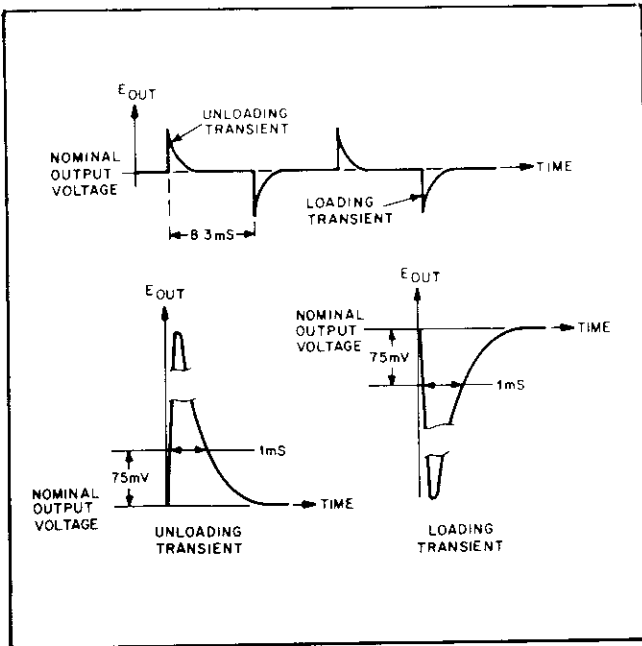 EOUT
UNLOADING
TRANSIENT
NOMINAL
OUTPUT
VOLTAGE
TIME
LOADING
TRANSIENT
8.3mS
EOUT
75mV
1mS
NOMINAL
OUTPUT
VOLTAGE
TIME
UNLOADING
TRANSIENT
EOUT
NOMINAL
OUTPUT
VOLTAGE
TIME
75mV
1mS
LOADING
TRANSIENT